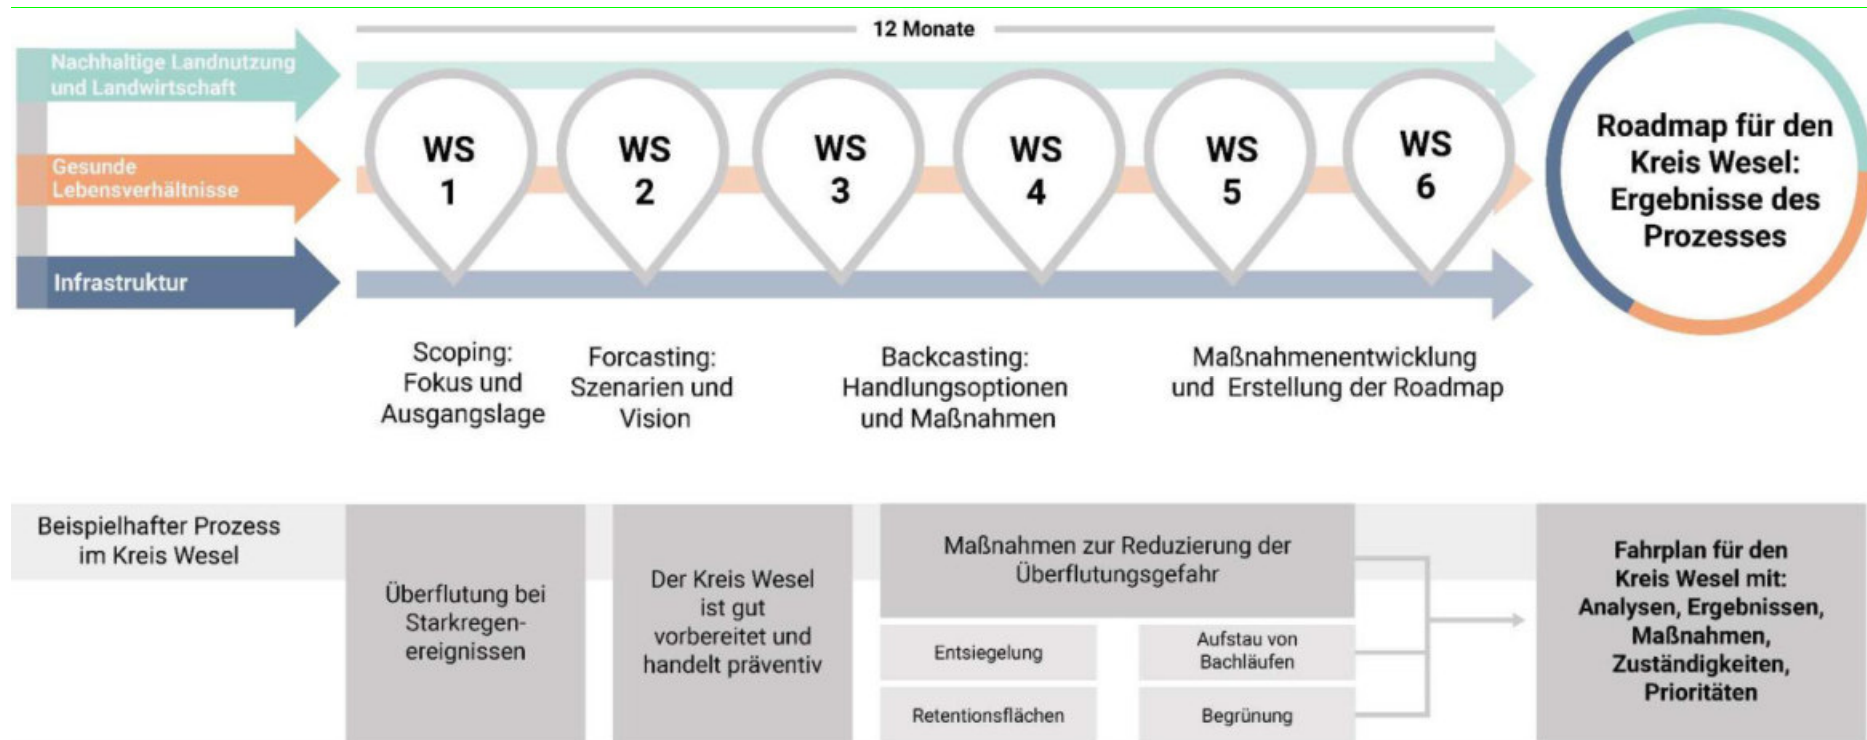 12 Monate
Nachhaltige Landnutzung
und Landwirtschaft
Gesunde
Lebensverhältnisse
Infrastruktur
WS
1
WS
2
WS
3
WS
4
WS
5
WS
6
Roadmap für den
Kreis Wesel:
Ergebnisse des
Prozesses
Scoping:
Fokus und
Ausgangslage
Forcasting:
Szenarien und
Vision
Backcasting:
Handlungsoptionen
und Maßnahmen
Maßnahmenentwicklung
und Erstellung der Roadmap
Beispielhafter Prozess
im Kreis Wesel
Überflutung bei
Starkregen-
ereignissen
Der Kreis Wesel
ist gut
vorbereitet und
handelt präventiv
Maßnahmen zur Reduzierung der
Überflutungsgefahr
Entsiegelung
Aufstau von
Bachläufen
Retentionsflächen
Begrünung
Fahrplan für den
Kreis Wesel mit:
Analysen, Ergebnissen,
Maßnahmen,
Zuständigkeiten,
Prioritäten